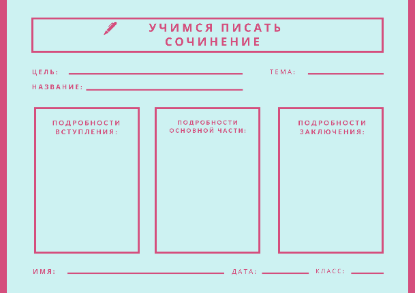 УЧИМСЯ ПИСАТЬ
СОЧИНЕНИЕ
ЦЕЛЬ:
ТЕМА:
НАЗВАНИЕ:
ПОДРОБНОСТИ
ВСТУПЛЕНИЯ:
ПОДРОБНОСТИ
ОСНОВНОЙ ЧАСТИ:
ПОДРОБНОСТИ
ЗАКЛЮЧЕНИЯ:
ИМЯ:
ДАТА:
КЛАСС: